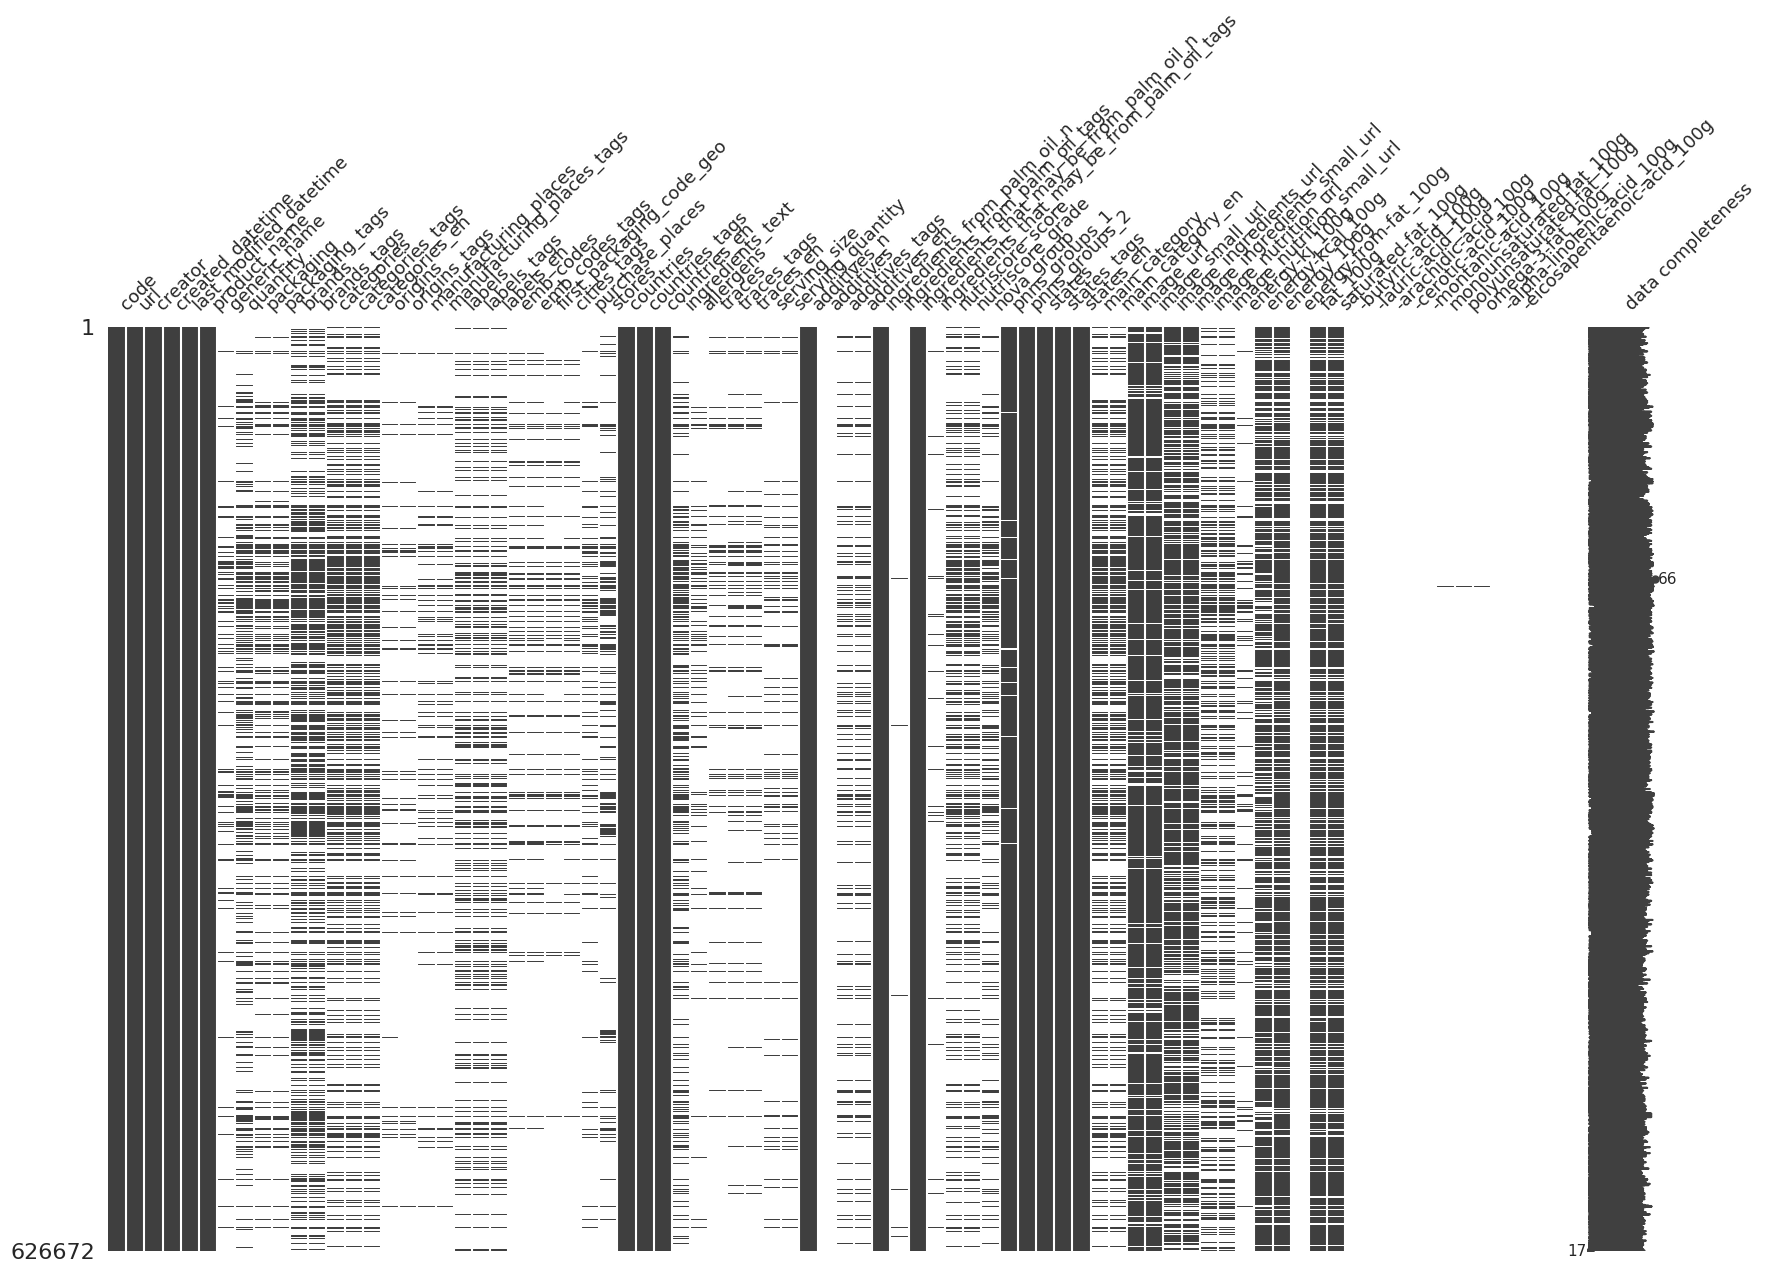 code
url
creator
created_datetime
last_modified_datetime
product_name
generic_name
quantity
packaging
packaging_tags
brands
brands_tags
categories
categories_tags
categories_en
origins
origins_tags
manufacturing_places
manufacturing_places_tags
labels
labels_tags
labels_en
emb_codes
emb_codes_tags
first_packaging_code_geo
cities_tags
purchase_places
stores
countries
countries_tags
countries_en
ingredients_text
allergens
traces
traces_tags
traces_en
serving_size
serving_quantity
additives_n
additives
additives_tags
additives_en
ingredients_from_palm_oil_n
ingredients_from_palm_oil_tags
ingredients_that_may_be_from_palm_oil_n
ingredients_that_may_be_from_palm_oil_tags
nutriscore_score
nutriscore_grade
nova_group
pnns_groups_1
pnns_groups_2
states
states_tags
states_en
main_category
main_category_en
image_url
image_small_url
image_ingredients_url
image_ingredients_small_url
image_nutrition_url
image_nutrition_small_url
energy-kj_100g
energy-kcal_100g
energy_100g
energy-from-fat_100g
fat_100g
saturated-fat_100g
-butyric-acid_100g
-lauric-acid_100g
-arachidic-acid_100g
-cerotic-acid_100g
-montanic-acid_100g
monounsaturated-fat_100g
polyunsaturated-fat_100g
omega-3-fat_100g
-alpha-linolenic-acid_100g
-eicosapentaenoic-acid_100g
data completeness
1
66
626672
17